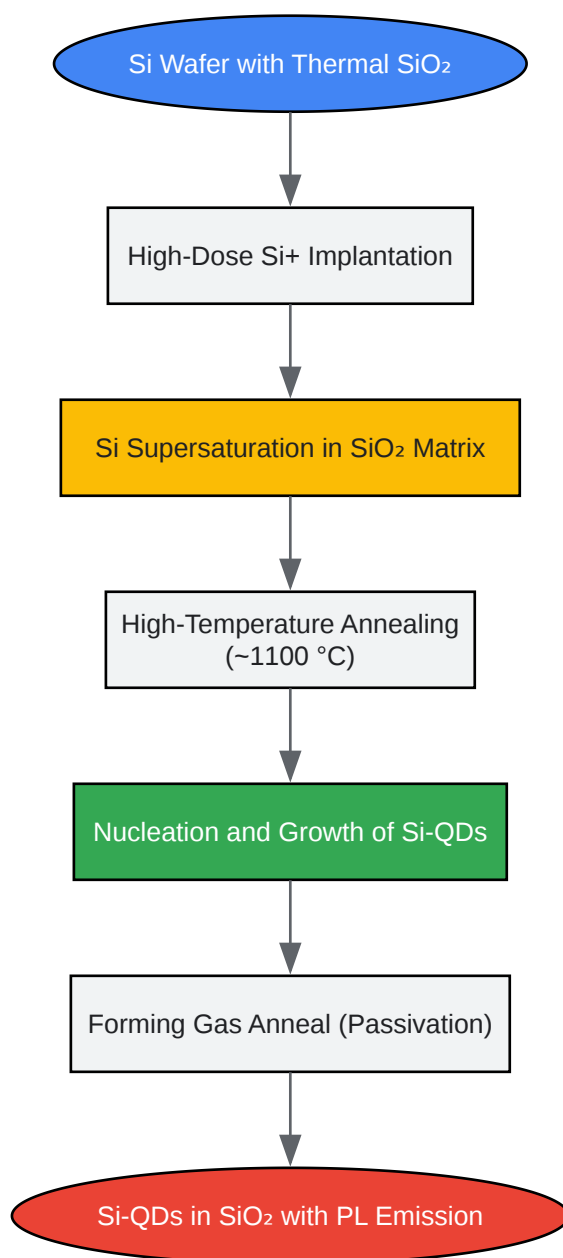 Si Wafer with Thermal SiO₂
High-Dose Si+ Implantation
Si Supersaturation in SiO₂ Matrix
High-Temperature Annealing
(~1100 °C)
Nucleation and Growth of Si-QDs
Forming Gas Anneal (Passivation)
Si-QDs in SiO₂ with PL Emission